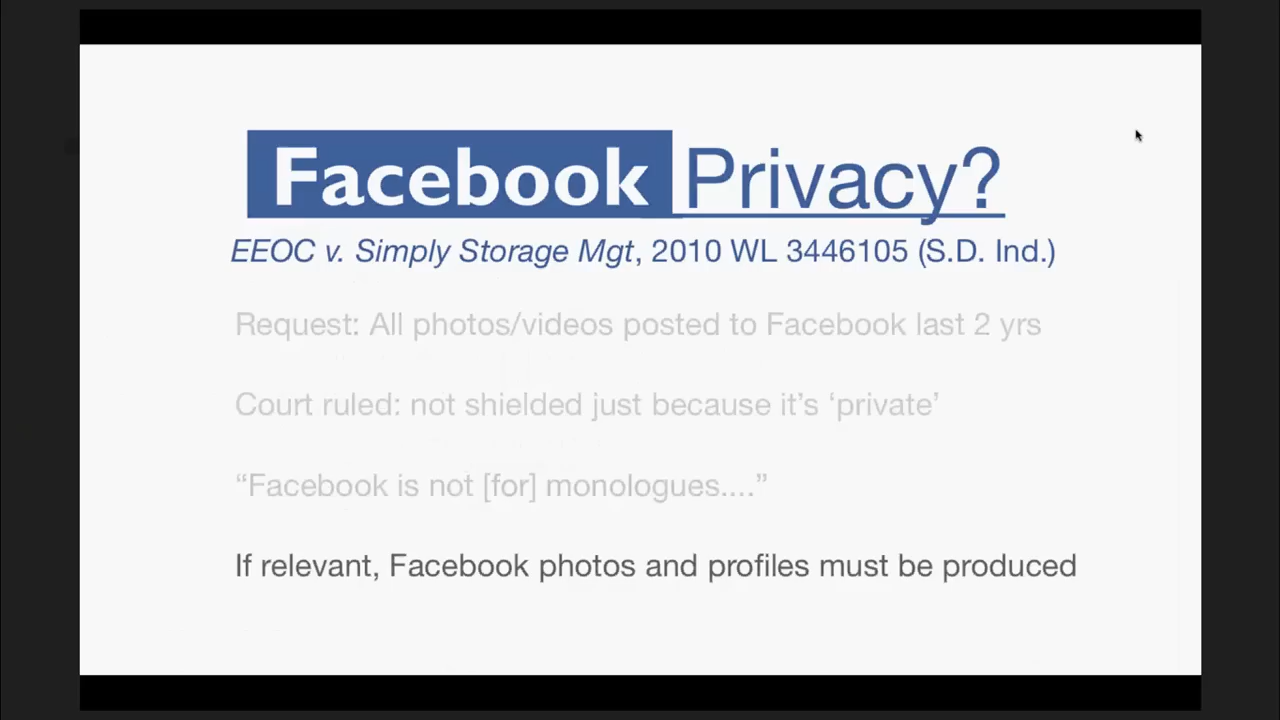 Facebook Privacy?
EEOC v. Simply Storage Mgt, 2010 WL 3446105 (S.D. Ind.)
Request: All photos/videos posted to Facebook last 2 yrs
Court ruled: not shielded just because it’s ‘private’
“Facebook is not [for] monologues....”
If relevant, Facebook photos and profiles must be produced